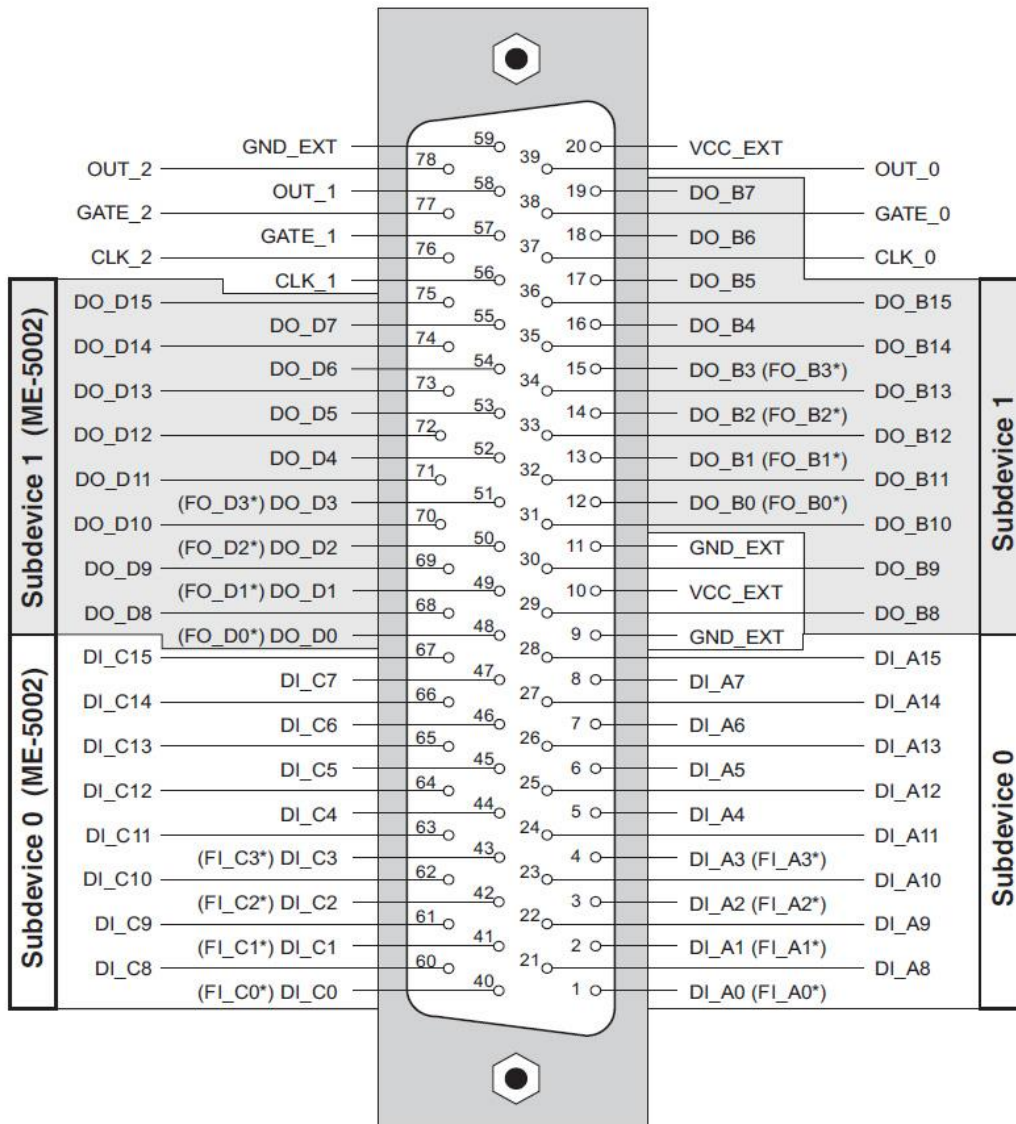 GND_EXT 59 20 VCC_EXT
OUT_2 78 39 OUT_0
OUT_1 58 19 DO_B7
GATE_2 77 38 GATE_0
GATE_1 57 18 DO_B6
CLK_2 76 37 CLK_0
CLK_1 56 17 DO_B5
DO_D15 75 36 DO_B15
DO_D7 55 16 DO_B4
DO_D14 74 35 DO_B14
DO_D6 54 15 DO_B3 (FO_B3*)
DO_D13 73 34 DO_B13
DO_D5 53 14 DO_B2 (FO_B2*)
DO_D12 72 33 DO_B12
DO_D4 52 13 DO_B1 (FO_B1*)
DO_D11 71 32 DO_B11
(FO_D3*) DO_D3 51 12 DO_B0 (FO_B0*)
DO_D10 70 31 DO_B10
(FO_D2*) DO_D2 50 11 GND_EXT
DO_D9 69 30 DO_B9
(FO_D1*) DO_D1 49 10 VCC_EXT
DO_D8 68 29 DO_B8
(FO_D0*) DO_D0 48 9 GND_EXT
DI_C15 67 28 DI_A15
DI_C7 47 8 DI_A7
DI_C14 66 27 DI_A14
DI_C6 46 7 DI_A6
DI_C13 65 26 DI_A13
DI_C5 45 6 DI_A5
DI_C12 64 25 DI_A12
DI_C4 44 5 DI_A4
DI_C11 63 24 DI_A11
(FI_C3*) DI_C3 43 4 DI_A3 (FI_A3*)
DI_C10 62 23 DI_A10
(FI_C2*) DI_C2 42 3 DI_A2 (FI_A2*)
DI_C9 61 22 DI_A9
(FI_C1*) DI_C1 41 2 DI_A1 (FI_A1*)
DI_C8 60 21 DI_A8
(FI_C0*) DI_C0 40 1 DI_A0 (FI_A0*)
Subdevice 1 (ME-5002)
Subdevice 0 (ME-5002)
Subdevice 1
Subdevice 0